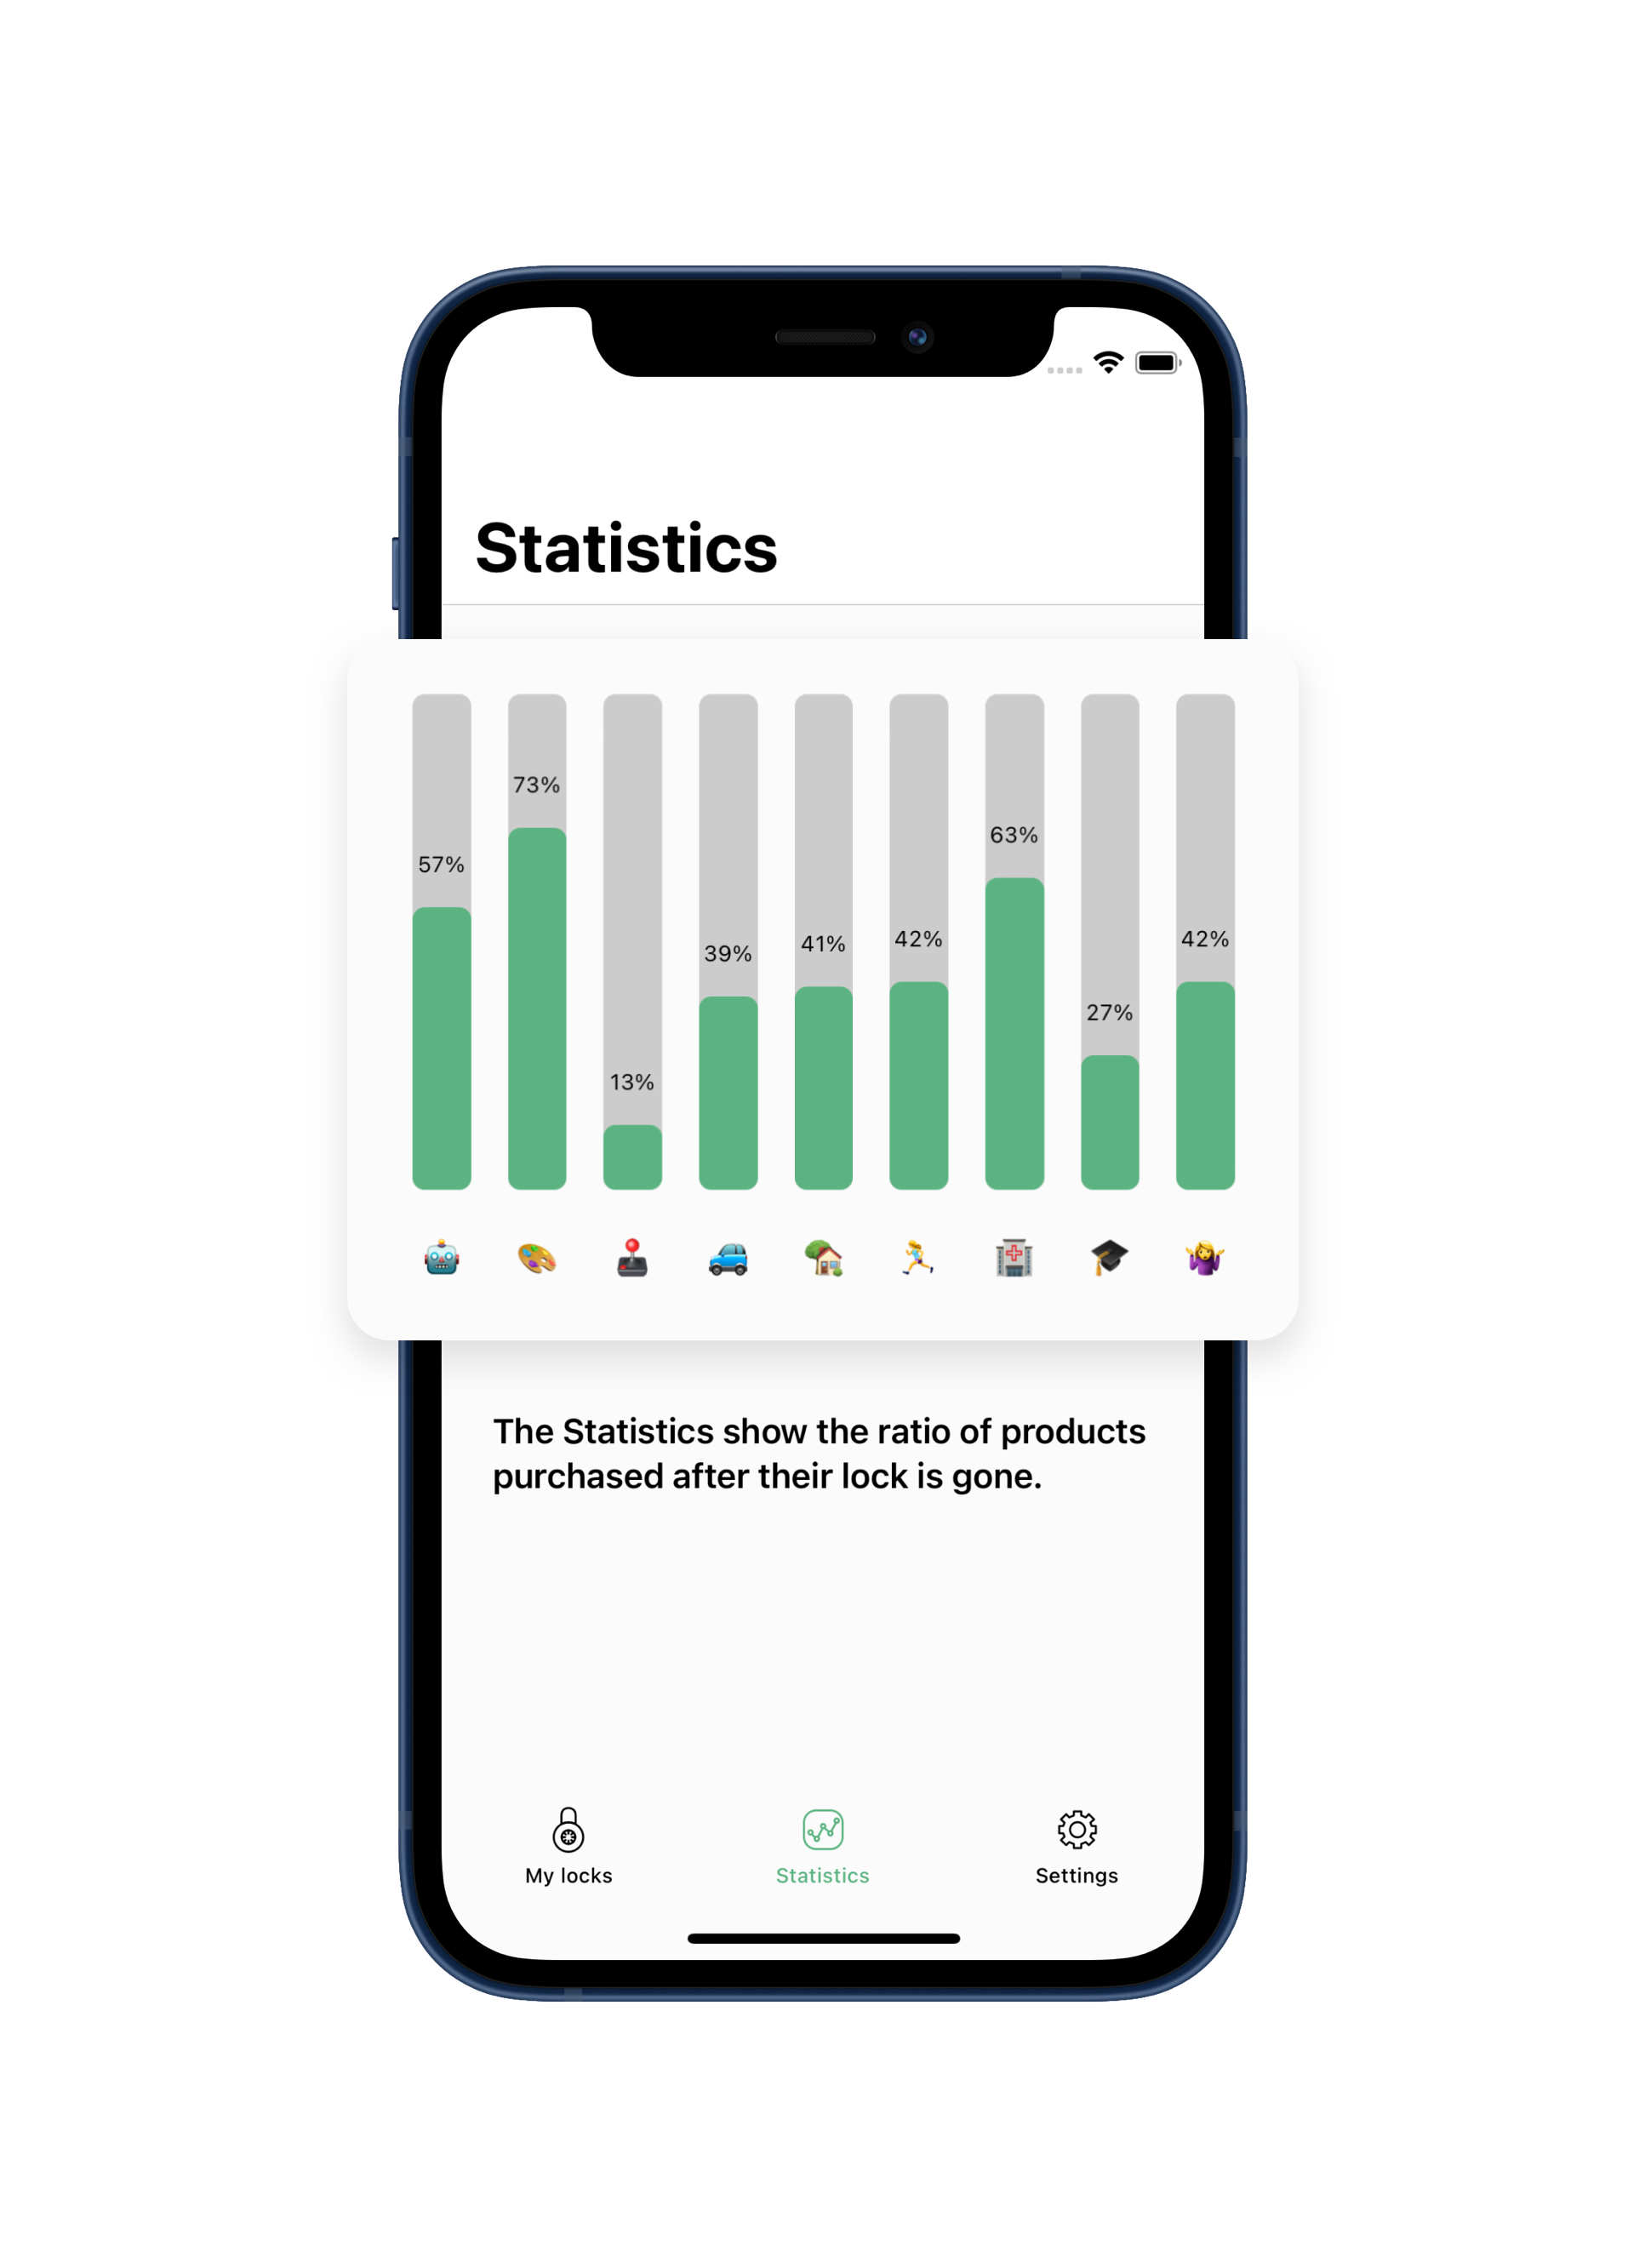 Statistics
57%
73%
13%
39%
41%
42%
63%
27%
42%
The Statistics show the ratio of products
purchased after their lock is gone.
My locks
Statistics
Settings